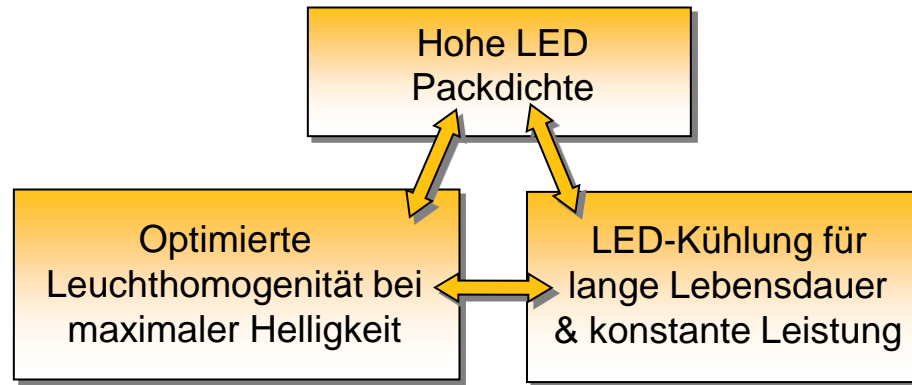 Hohe LED
Packdichte
Optimierte
Leuchthomogenität bei
maximaler Helligkeit
LED-Kühlung für
lange Lebensdauer
& konstante Leistung